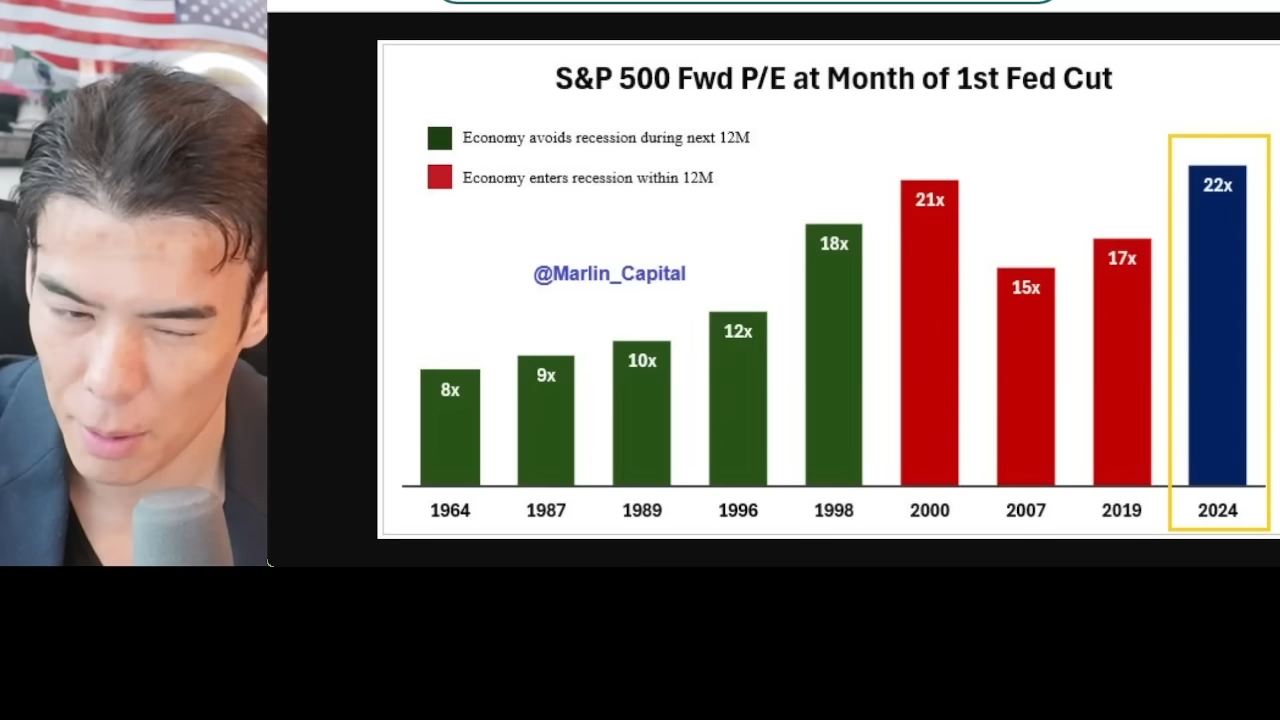 S&P 500 Fwd P/E at Month of 1st Fed Cut
Economy avoids recession during next 12M
Economy enters recession within 12M
@Marlin_Capital
8x
9x
10x
12x
18x
21x
15x
17x
22x
1964 1987 1989 1996 1998 2000 2007 2019 2024